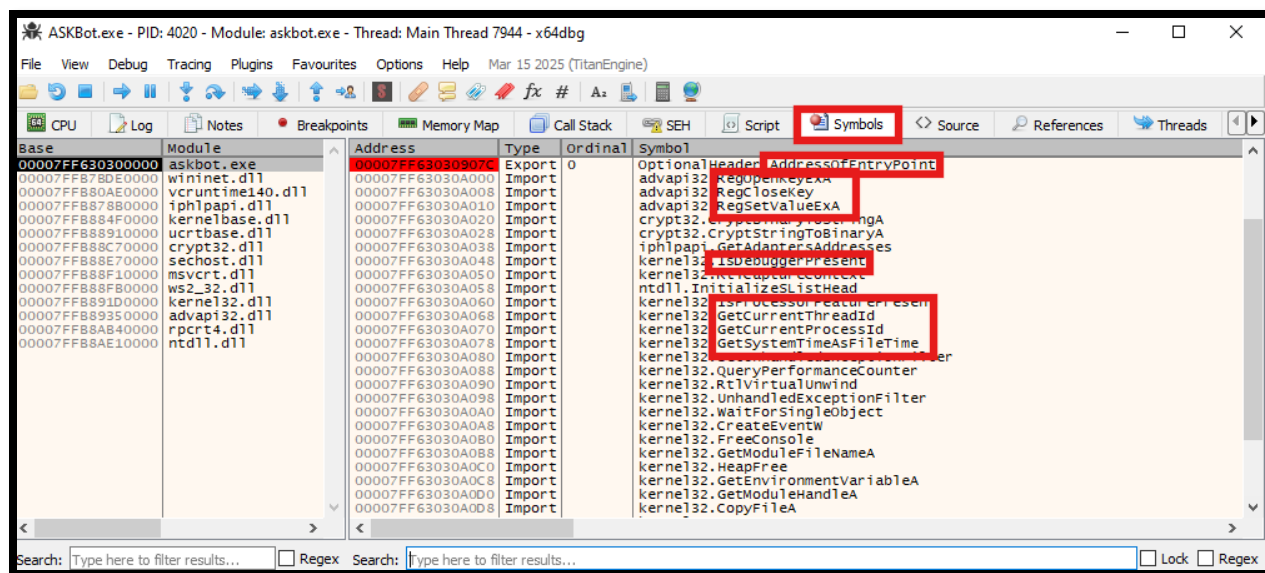 ASKBot.exe - PID: 4020 - Module: askbot.exe - Thread: Main Thread 7944 - x64dbg
File View Debug Tracing Plugins Favourites Options Help Mar 15 2025 (TitanEngine)
CPU Log Notes Breakpoints Memory Map Call Stack SEH Script Symbols Source References Threads
Base Module Address Type Ordinal Symbol
00007FF630300000 askbot.exe 00007FF63030907C Export 0 OptionalHeader.AddressOfEntryPoint
00007FFB7BDE0000 wininet.dll 00007FF63030A000 Import advapi32.RegOpenKeyExA
00007FFB80AE0000 vcruntime140.dll 00007FF63030A008 Import advapi32.RegCloseKey
00007FFB878B0000 iphlpapi.dll 00007FF63030A010 Import advapi32.RegSetValueExA
00007FFB884F0000 kernelbase.dll 00007FF63030A020 Import crypt32.CryptBinaryToStringA
00007FFB88910000 ucrtbase.dll 00007FF63030A028 Import crypt32.CryptStringToBinaryA
00007FFB88C70000 crypt32.dll 00007FF63030A038 Import iphlpapi.GetAdaptersAddresses
00007FFB88E70000 sechost.dll 00007FF63030A048 Import kernel32.IsDebuggerPresent
00007FFB88F10000 msvcrt.dll 00007FF63030A050 Import kernel32.RtlCaptureContext
00007FFB88FB0000 ws2_32.dll 00007FF63030A058 Import ntdll.InitializeSListHead
00007FFB891D0000 kernel32.dll 00007FF63030A060 Import kernel32.IsProcessorFeaturePresen
00007FFB89350000 advapi32.dll 00007FF63030A068 Import kernel32.GetCurrentThreadId
00007FFB8AB40000 rpcrt4.dll 00007FF63030A070 Import kernel32.GetCurrentProcessId
00007FFB8AE10000 ntdll.dll 00007FF63030A078 Import kernel32.GetSystemTimeAsFileTime
00007FF63030A080 Import kernel32.
00007FF63030A088 Import kernel32.QueryPerformanceCounter
00007FF63030A090 Import kernel32.RtlVirtualUnwind
00007FF63030A098 Import kernel32.UnhandledExceptionFilter
00007FF63030A0A0 Import kernel32.WaitForSingleObject
00007FF63030A0A8 Import kernel32.CreateEventW
00007FF63030A0B0 Import kernel32.FreeConsole
00007FF63030A0B8 Import kernel32.GetModuleFileNameA
00007FF63030A0C0 Import kernel32.HeapFree
00007FF63030A0C8 Import kernel32.GetEnvironmentVariableA
00007FF63030A0D0 Import kernel32.GetModuleHandleA
00007FF63030A0D8 Import kernel32.CopyFileA
Search: Type here to filter results... Regex Search: Type here to filter results... Lock Regex